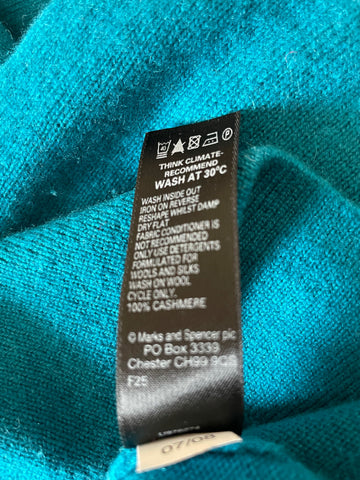 40
P
THINK CLIMATE-
RECOMMEND
WASH AT 30°C
WASH INSIDE OUT
IRON ON REVERSE
RESHAPE WHILST DAMP
DRY FLAT
FABRIC CONDITIONER IS
NOT RECOMMENDED
ONLY USE DETERGENTS
FORMULATED FOR
WOOLS AND SILKS
WASH ON WOOL
CYCLE ONLY.
100% CASHMERE
© Marks and Spencer plc
PO Box 3339
Chester CH99 9QS
F25
07/08